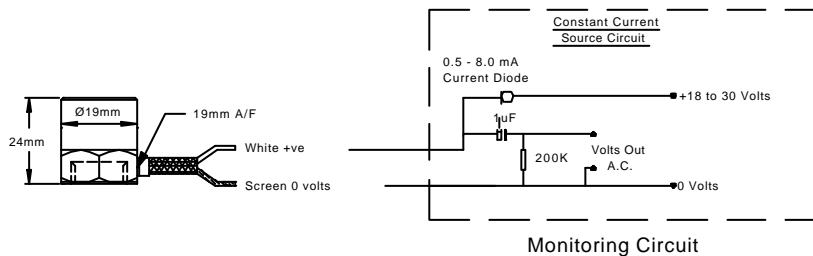 Constant Current
Source Circuit
0.5 - 8.0 mA
Current Diode
Ø19mm
19mm A/F
+18 to 30 Volts
24mm
1uF
White +ve
Volts Out
A.C.
200K
Screen 0 volts
0 Volts
Monitoring Circuit